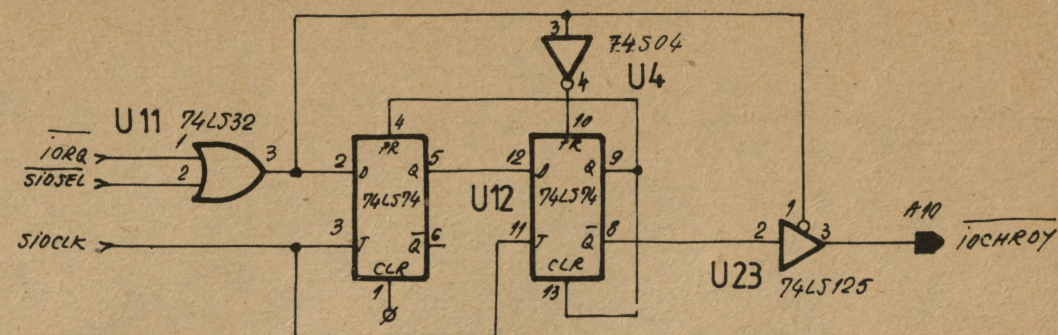 3
74S04
U4
4
U11 74LS32
ĪORQ
1
SIOSEL
2
3
SIOCLK
4
PR
2
D
Q
5
74LS74
3
T
Q
6
CLR
1
U12
10
PR
12
D
Q
9
74LS74
11
T
Q
8
CLR
13
2
1
3
U23 74LS125
A10
IOCHRDY